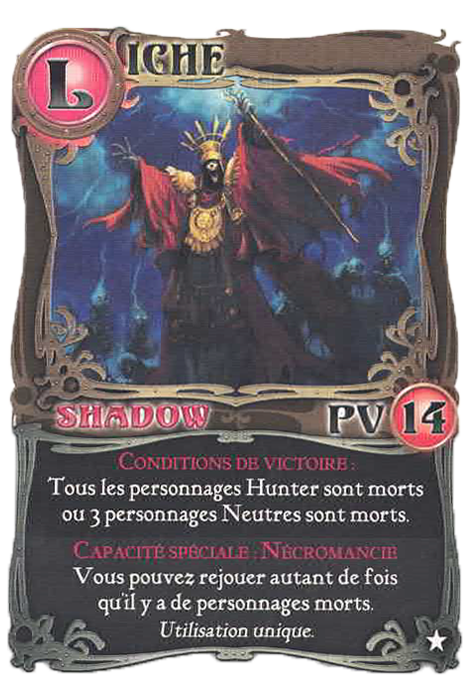 LICHE
SHADOW PV 14
CONDITIONS DE VICTOIRE :
Tous les personnages Hunter sont morts
ou 3 personnages Neutres sont morts.
CAPACITÉ SPÉCIALE : NÉCROMANCIE
Vous pouvez rejouer autant de fois
qu'il y a de personnages morts.
Utilisation unique.